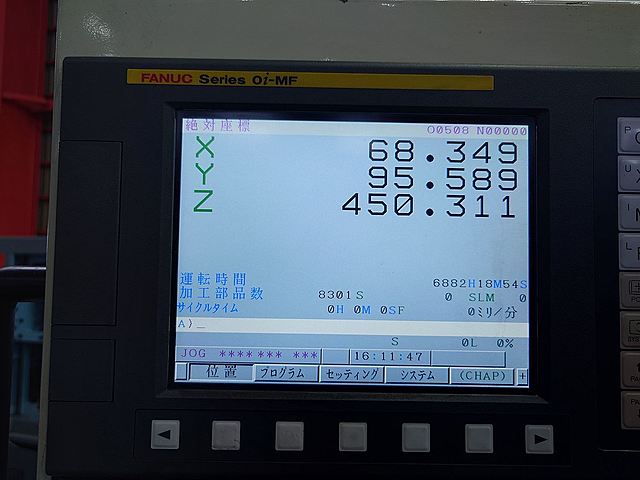 FANUC Series 0i-MF
絶対座標 O0508 N00000
X 68.349
Y 95.589
Z 450.311
運転時間 6882H18M54S
加工部品数 8301S 0 SLM 0
サイクルタイム 0H 0M 0SF 0ミリ/分
A)_
S 0L 0%
JOG **** *** *** 16:11:47
位置 プログラム セッティング システム (CHAP) +